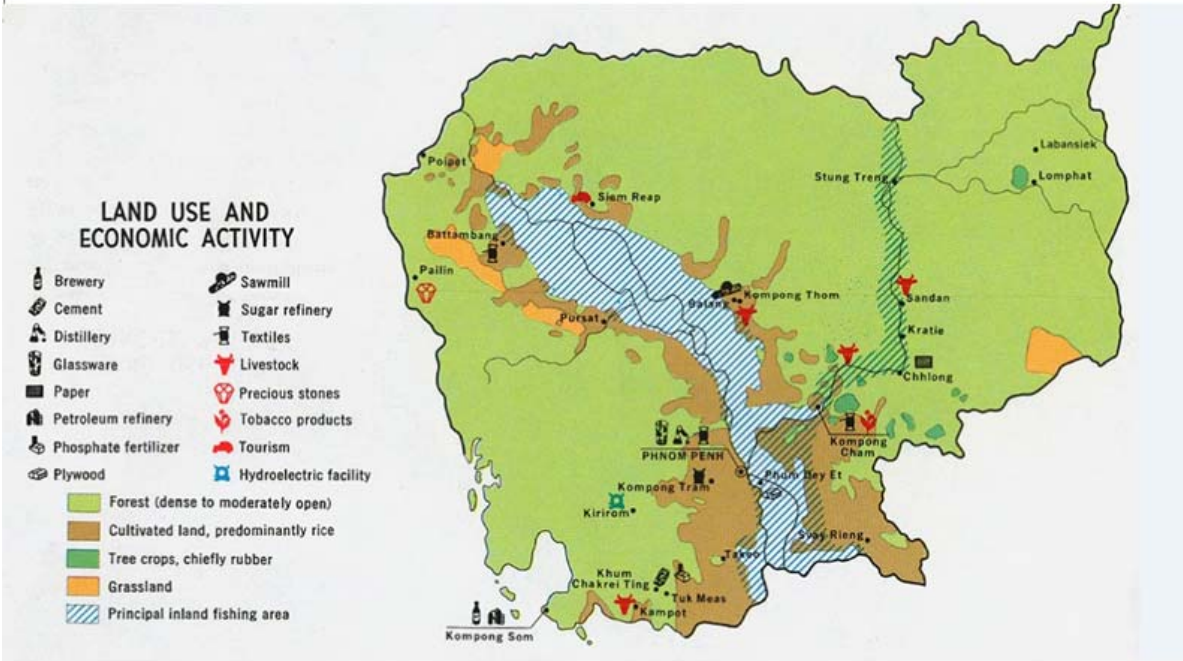 LAND USE AND
ECONOMIC ACTIVITY
Brewery
Cement
Distillery
Glassware
Paper
Petroleum refinery
Phosphate fertilizer
Plywood
Sawmill
Sugar refinery
Textiles
Livestock
Precious stones
Tobacco products
Tourism
Hydroelectric facility
Forest (dense to moderately open)
Cultivated land, predominantly rice
Tree crops, chiefly rubber
Grassland
Principal inland fishing area
Poipet
Labansiek
Stung Treng
Lomphat
Siem Reap
Battambang
Pailin
Kompong Thom
Balang
Sandan
Pursat
Kratie
Chhlong
Kompong
Cham
PHNOM PENH
Phum Dey Et
Kompong Tram
Kirirom
Svay Rieng
Takeo
Khum
Chakrei Ting
Tuk Meas
Kampot
Kompong Som